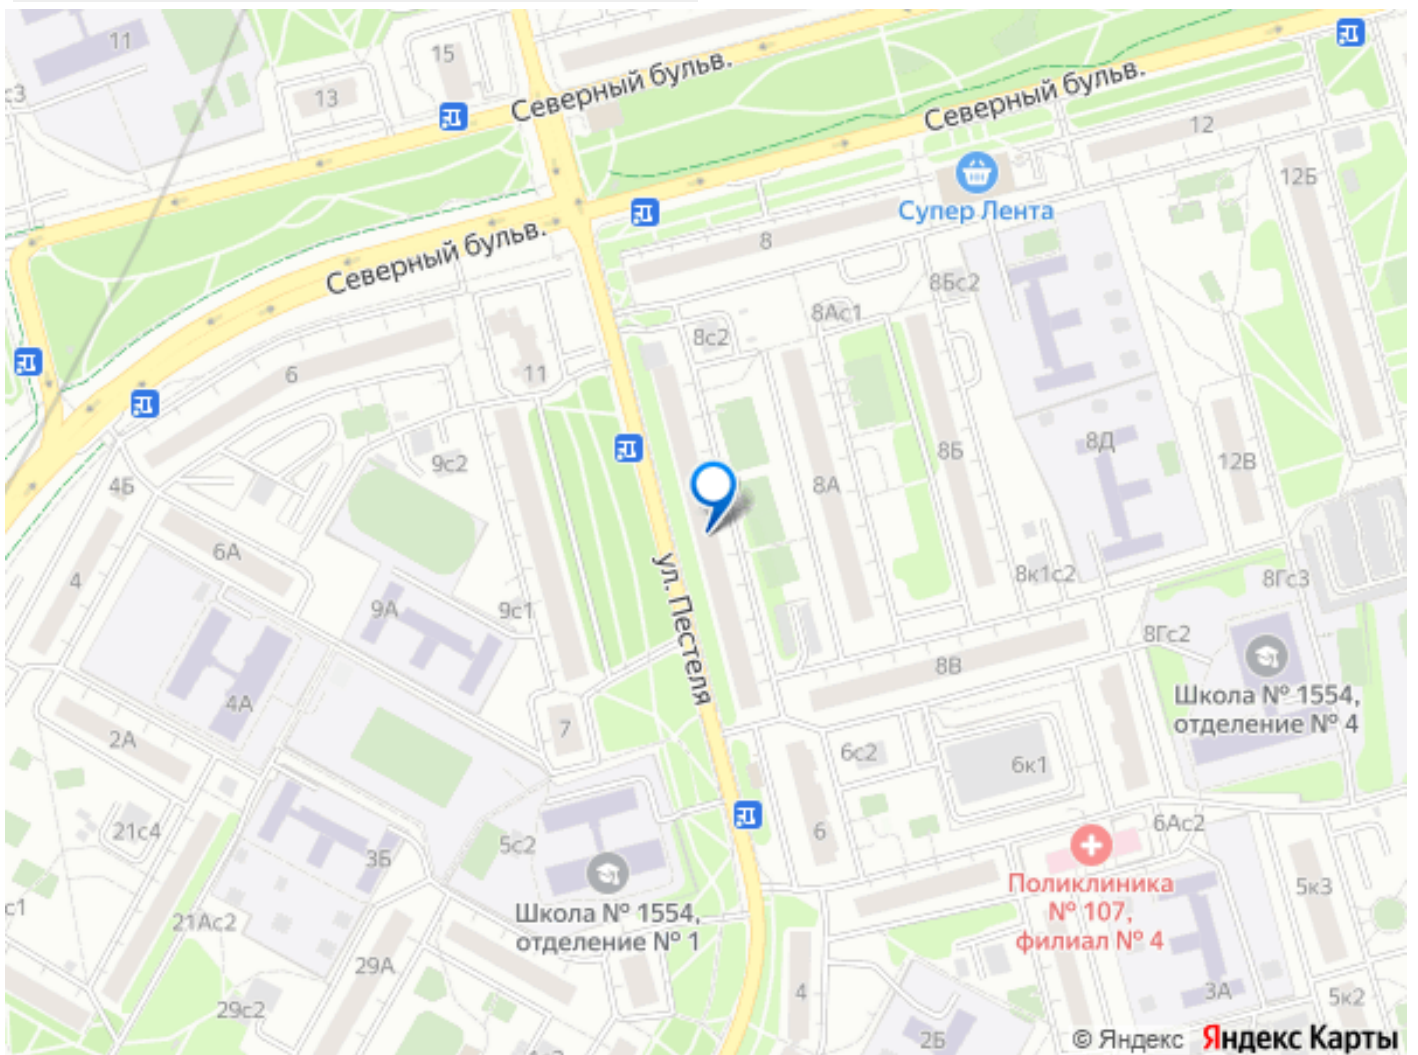 11
15
с3
13
Северный бульв.
Северный бульв.
12
12Б
Супер Лента
8
Северный бульв.
8Бс2
8Ас1
8с2
6
11
8Д
8Б
9с2
12В
4Б
8А
6А
4
ул. Пестеля
8к1с2
8Гс3
9А
9с1
8Гс2
8В
4А
Школа № 1554,
отделение № 4
7
2А
6с2
6к1
21с4
3Б
5с2
6
6Ас2
Поликлиника
№ 107,
филиал № 4
5к3
с1
21Ас2
Школа № 1554,
отделение № 1
29А
4
3А
5к2
29с2
2Б
© Яндекс Яндекс Карты